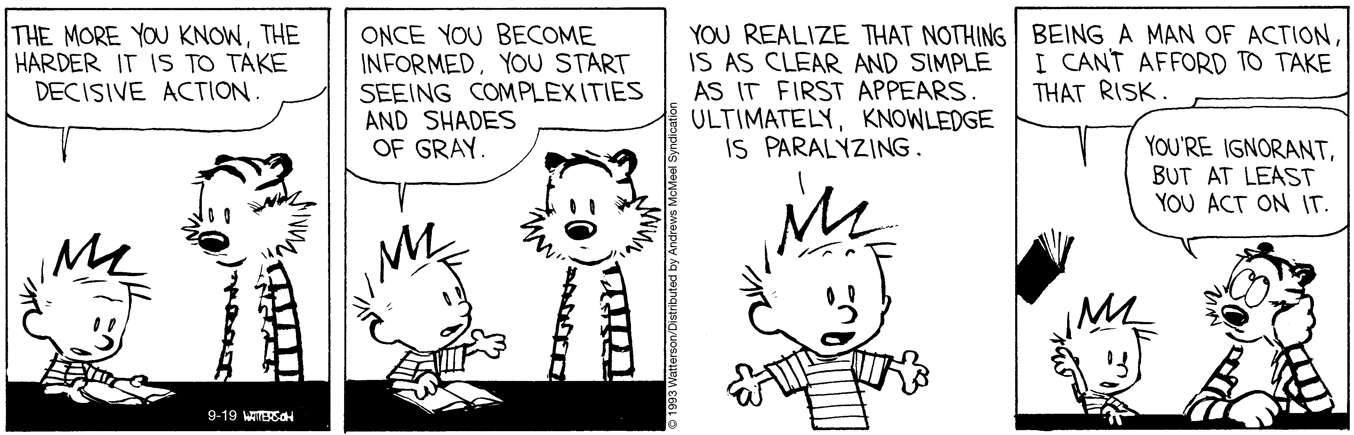 THE MORE YOU KNOW, THE
HARDER IT IS TO TAKE
DECISIVE ACTION.
9-19 WATTERSON
ONCE YOU BECOME
INFORMED, YOU START
SEEING COMPLEXITIES
AND SHADES
OF GRAY.
© 1993 Watterson/Distributed by Andrews McMeel Syndication
YOU REALIZE THAT NOTHING
IS AS CLEAR AND SIMPLE
AS IT FIRST APPEARS.
ULTIMATELY, KNOWLEDGE
IS PARALYZING.
BEING A MAN OF ACTION,
I CAN'T AFFORD TO TAKE
THAT RISK.
YOU'RE IGNORANT,
BUT AT LEAST
YOU ACT ON IT.